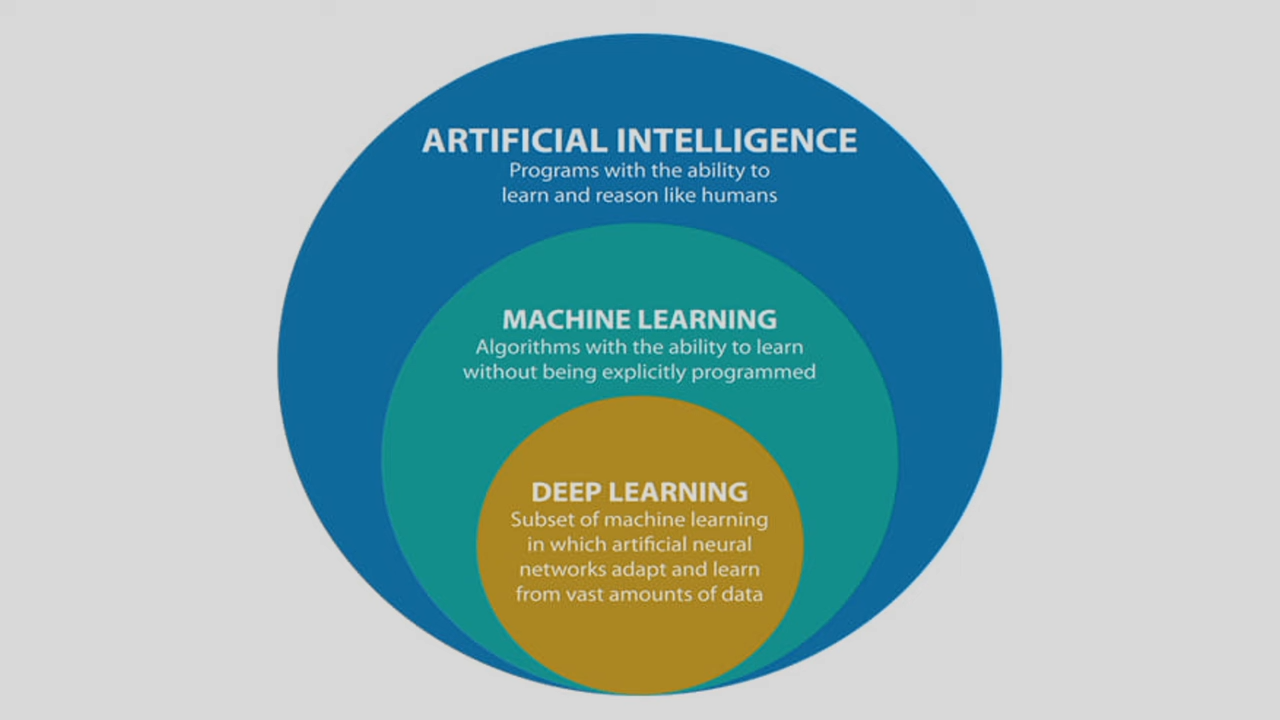 ARTIFICIAL INTELLIGENCE
Programs with the ability to
learn and reason like humans
MACHINE LEARNING
Algorithms with the ability to learn
without being explicitly programmed
DEEP LEARNING
Subset of machine learning
in which artificial neural
networks adapt and learn
from vast amounts of data